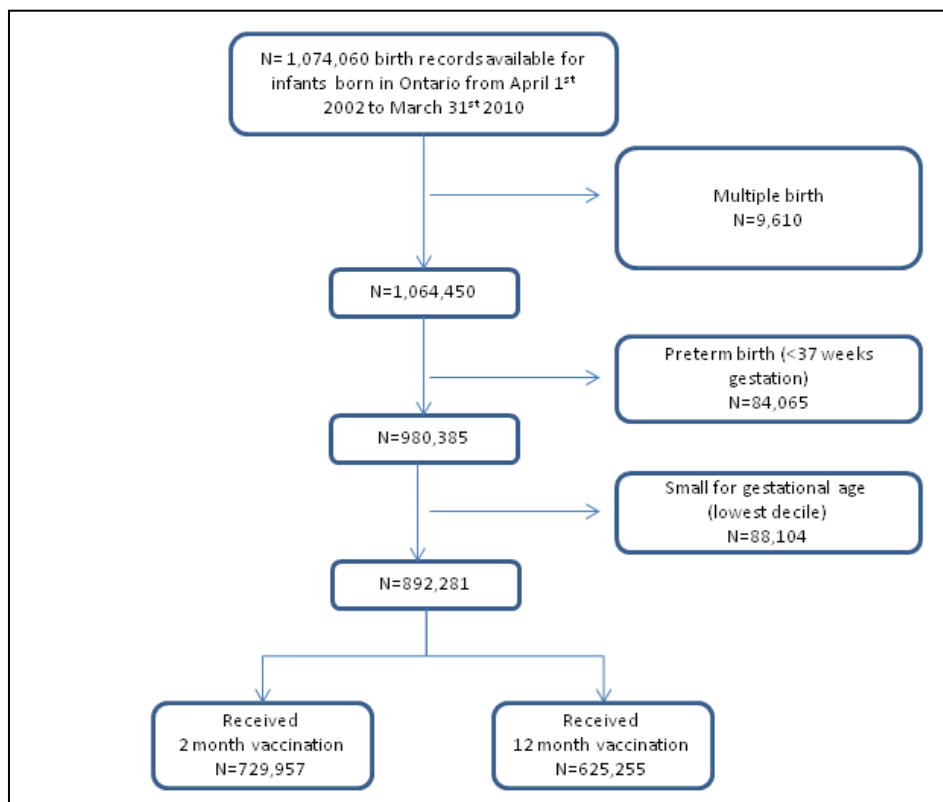 N= 1,074,060 birth records available for
infants born in Ontario from April 1st
2002 to March 31st 2010
Multiple birth
N=9,610
N=1,064,450
Preterm birth (<37 weeks
gestation)
N=84,065
N=980,385
Small for gestational age
(lowest decile)
N=88,104
N=892,281
Received
2 month vaccination
N=729,957
Received
12 month vaccination
N=625,255